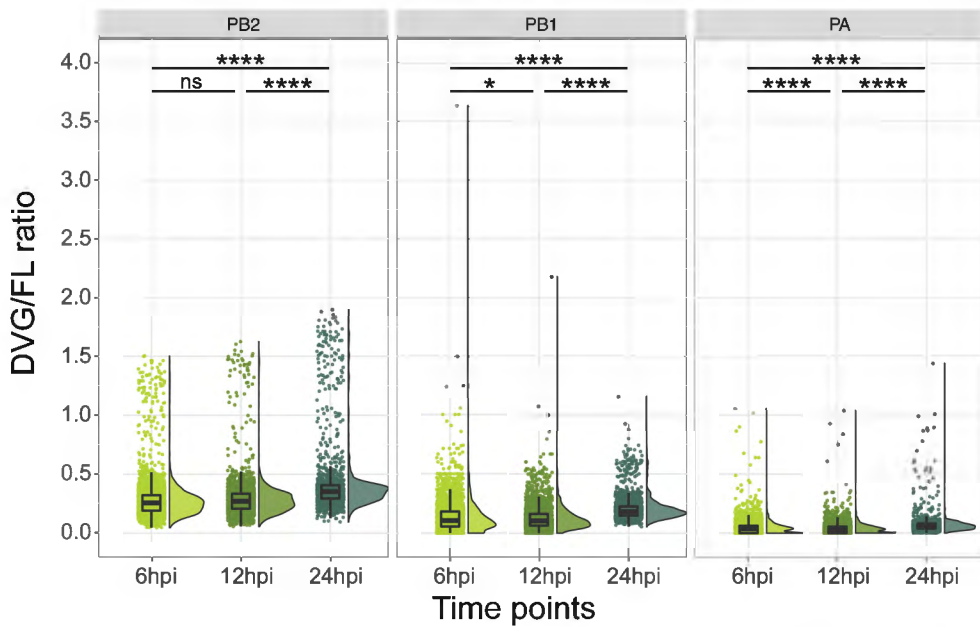 PB2 PB1 PA
4.0 **** **** ****
ns **** * **** **** ****
3.5
3.0
2.5
2.0
1.5
1.0
0.5
0.0
DVG/FL ratio
6hpi 12hpi 24hpi 6hpi 12hpi 24hpi 6hpi 12hpi 24hpi
Time points